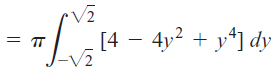 = π ∫_{-√2}^{√2} [4 − 4y² + y⁴] dy